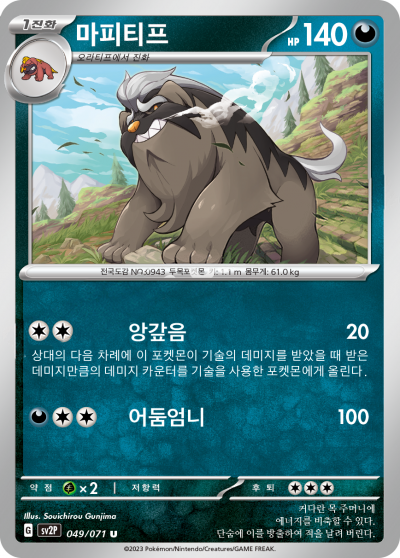 1진화 마피티프 HP 140
오라티프에서 진화
전국도감 NO.0943 두목포켓몬 키: 1.1 m 몸무게: 61.0 kg
앙갚음 20
상대의 다음 차례에 이 포켓몬이 기술의 데미지를 받았을 때 받은
데미지만큼의 데미지 카운터를 기술을 사용한 포켓몬에게 올린다.
어둠엄니 100
약점 ×2 저항력 후퇴
Illus. Souichirou Gunjima
G SV2P 049/071 U
커다란 목 주머니에
에너지를 비축할 수 있다.
단숨에 이를 방출하여 적을 날려 버린다.
©2023 Pokémon/Nintendo/Creatures/GAME FREAK.